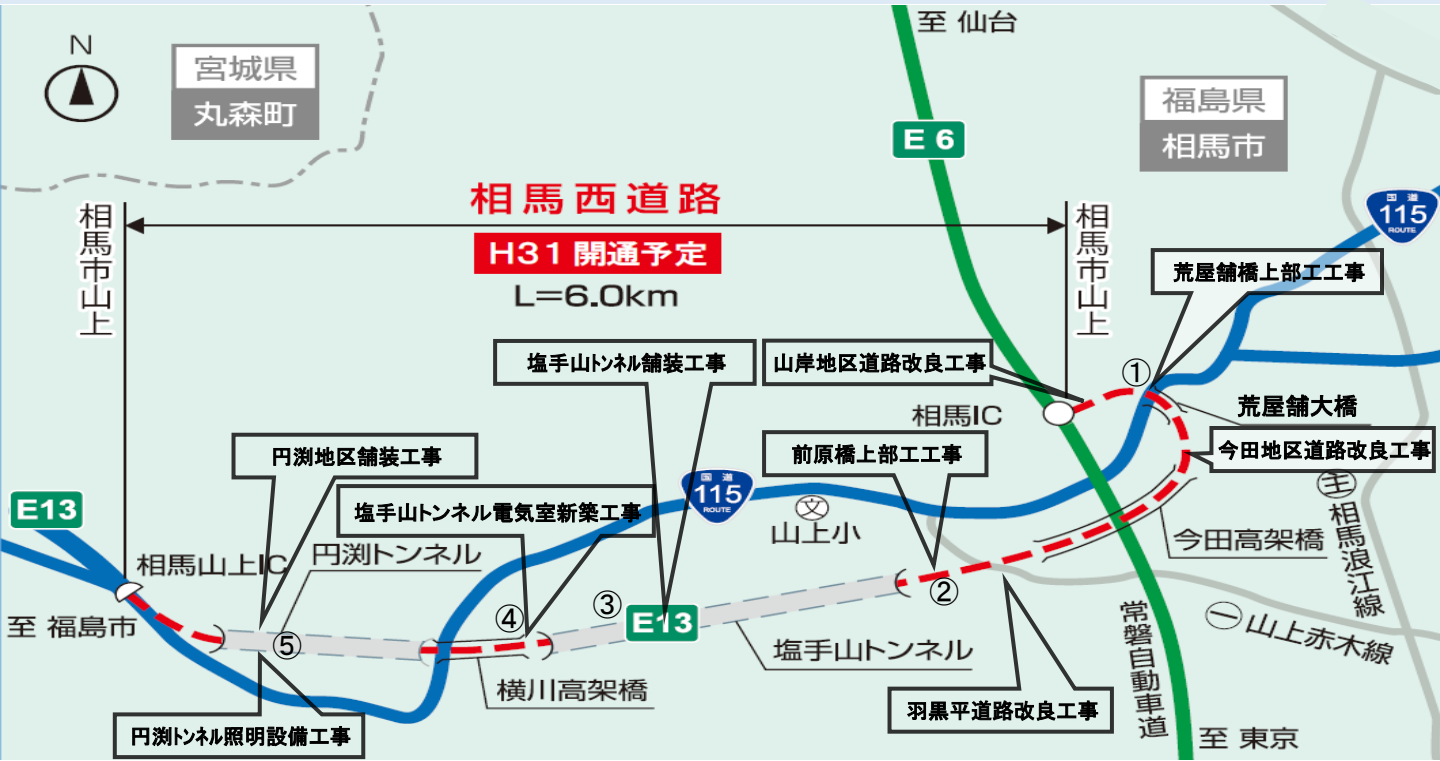 至 仙台
N
宮城県
丸森町
福島県
相馬市
E 6
相馬西道路
H31 開通予定
L=6.0km
相馬市山上
相馬市山上
国道
115
ROUTE
荒屋舗橋上部工工事
塩手山トンネル舗装工事
山岸地区道路改良工事
①
相馬IC
荒屋舗大橋
円渕地区舗装工事
前原橋上部工工事
今田地区道路改良工事
国道
115
ROUTE
E13
塩手山トンネル電気室新築工事
文
山上小
主
相馬浪江線
今田高架橋
円渕トンネル
相馬山上IC
②
③
④
E13
至 福島市
⑤
一
山上赤木線
常磐自動車道
塩手山トンネル
横川高架橋
羽黒平道路改良工事
円渕トンネル照明設備工事
至 東京